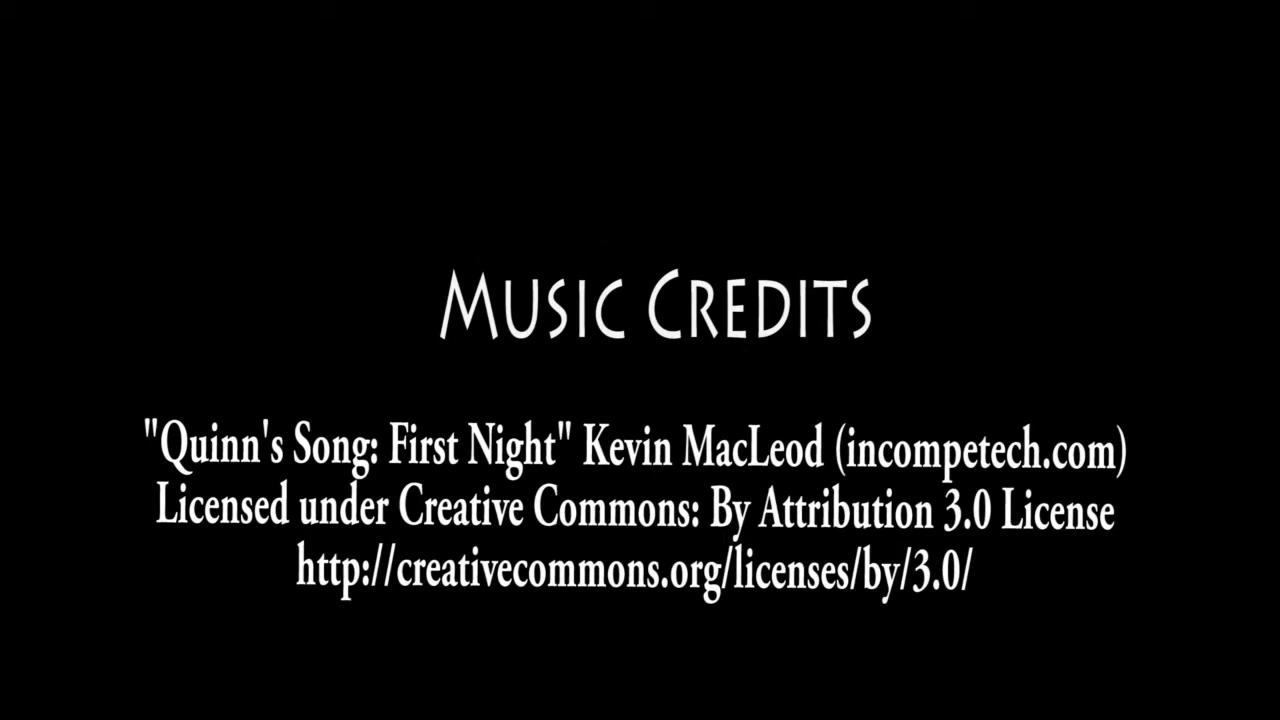 MUSIC CREDITS
"Quinn's Song: First Night" Kevin MacLeod (incompetech.com)
Licensed under Creative Commons: By Attribution 3.0 License
http://creativecommons.org/licenses/by/3.0/